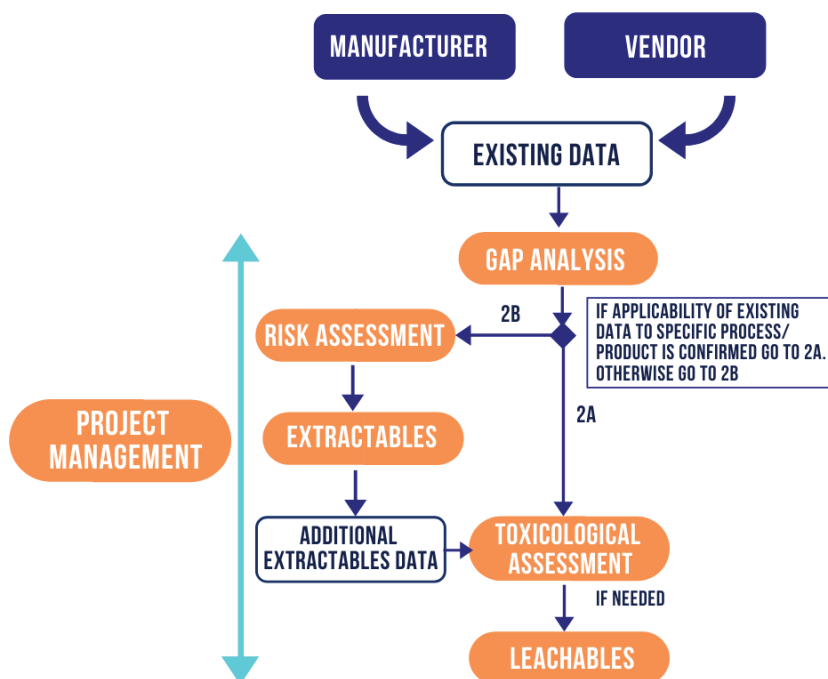 MANUFACTURER
VENDOR
EXISTING DATA
GAP ANALYSIS
2B
IF APPLICABILITY OF EXISTING
DATA TO SPECIFIC PROCESS/
PRODUCT IS CONFIRMED GO TO 2A.
OTHERWISE GO TO 2B
RISK ASSESSMENT
2A
PROJECT
MANAGEMENT
EXTRACTABLES
ADDITIONAL
EXTRACTABLES DATA
TOXICOLOGICAL
ASSESSMENT
IF NEEDED
LEACHABLES